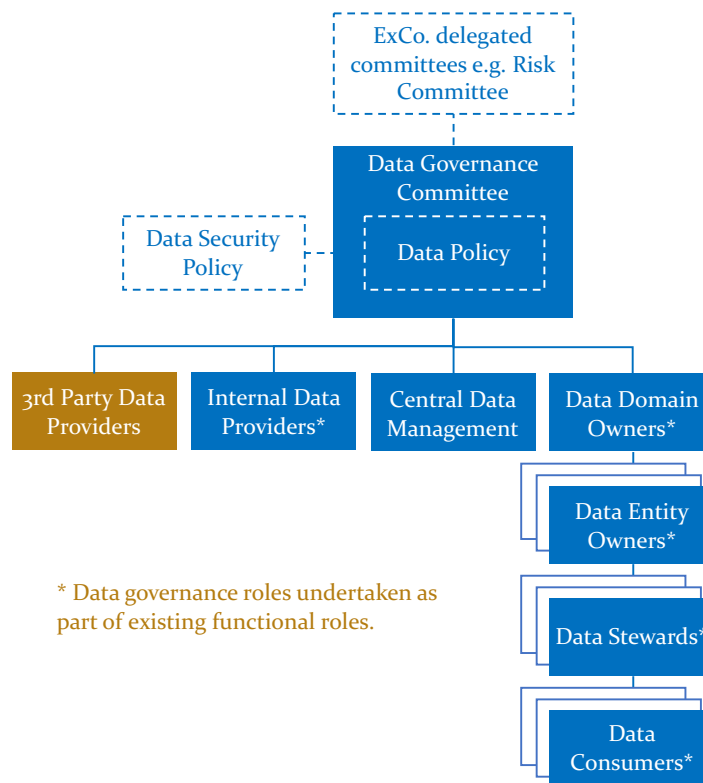 ExCo. delegated
committees e.g. Risk
Committee
Data Governance
Committee
Data Security
Policy
Data Policy
3rd Party Data
Providers
Internal Data
Providers*
Central Data
Management
Data Domain
Owners*
Data Entity
Owners*
* Data governance roles undertaken as
part of existing functional roles.
Data Stewards*
Data
Consumers*